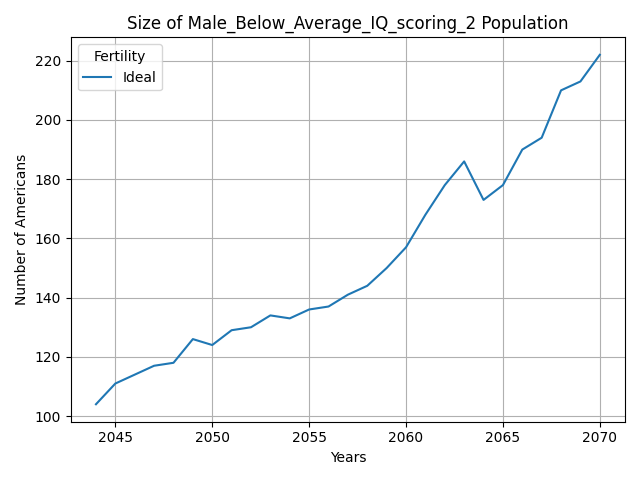 Size of Male_Below_Average_IQ_scoring_2 Population
Fertility
Ideal
Number of Americans
220
200
180
160
140
120
100
2045 2050 2055 2060 2065 2070
Years